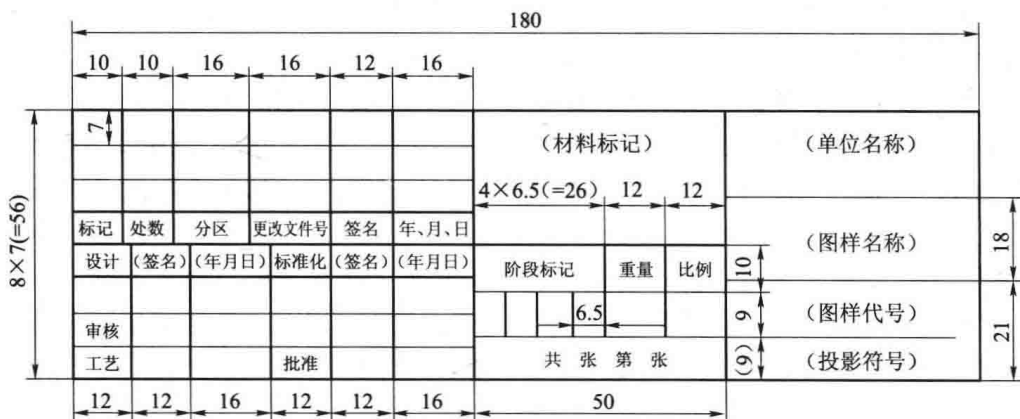 180
10 10 16 16 12 16
7
(材料标记) (单位名称)
4×6.5(=26) 12 12
8×7(=56)
标记 处数 分区 更改文件号 签名 年、月、日
(图样名称) 18
设计 (签名) (年月日) 标准化 (签名) (年月日)
阶段标记 重量 比例 10
6.5 9 (图样代号) 21
审核
工艺 批准 共 张 第 张 (9) (投影符号)
12 12 16 12 12 16 50